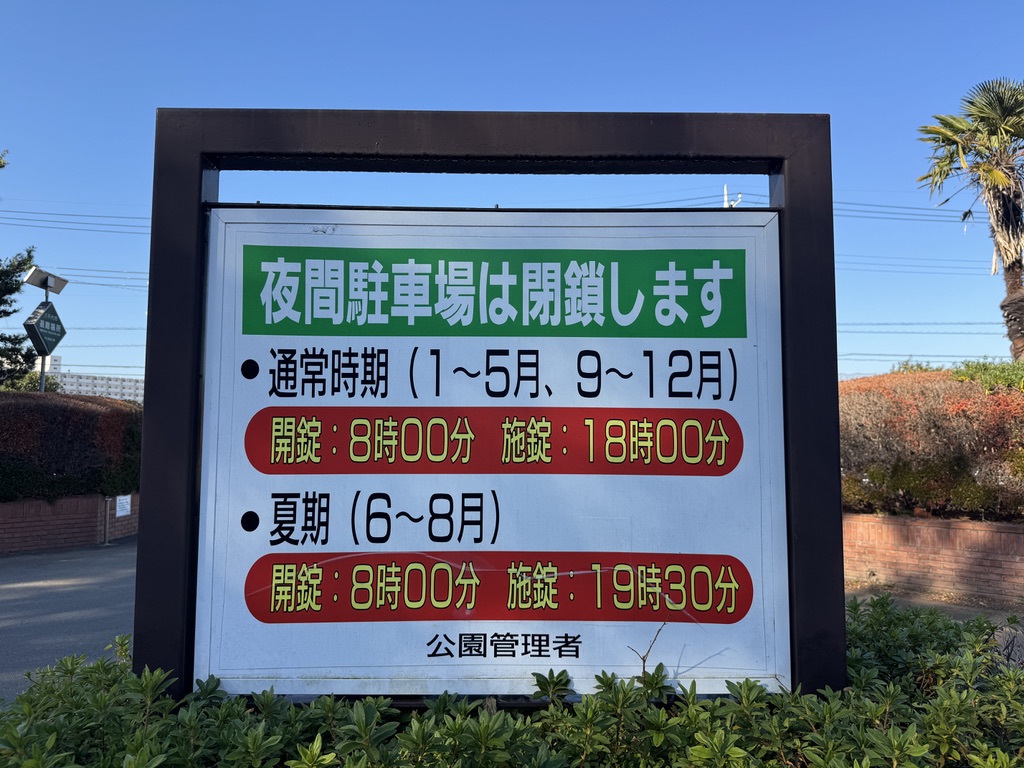 夜間駐車場は閉鎖します
●通常時期（1～5月、9～12月）
開錠：8時00分　施錠：18時00分
●夏期（6～8月）
開錠：8時00分　施錠：19時30分
公園管理者